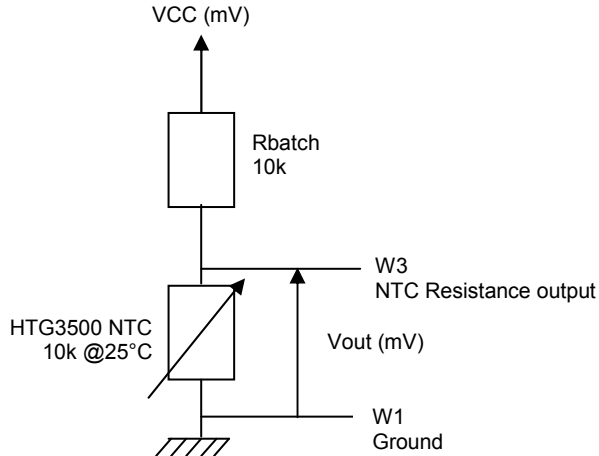 VCC (mV)
Rbatch
10k
W3
NTC Resistance output
HTG3500 NTC
10k @25°C
Vout (mV)
W1
Ground